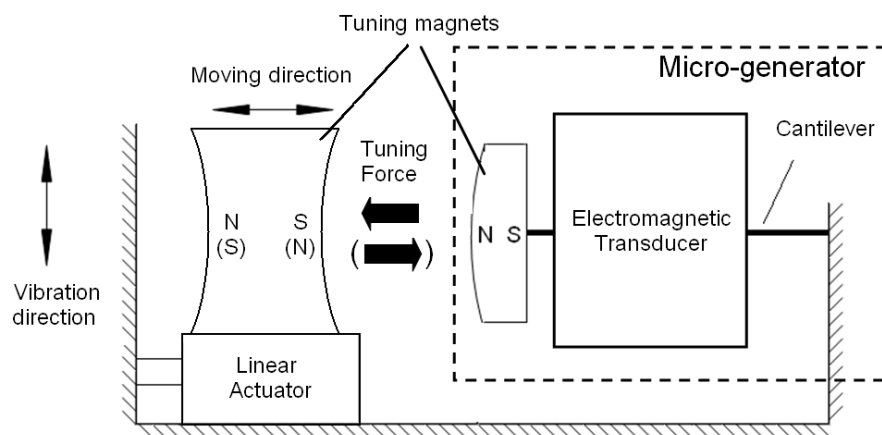 Tuning magnets
Micro-generator
Moving direction
Cantilever
Tuning
Force
N
(S)
S
(N)
( )
N S
Electromagnetic
Transducer
Vibration
direction
Linear
Actuator